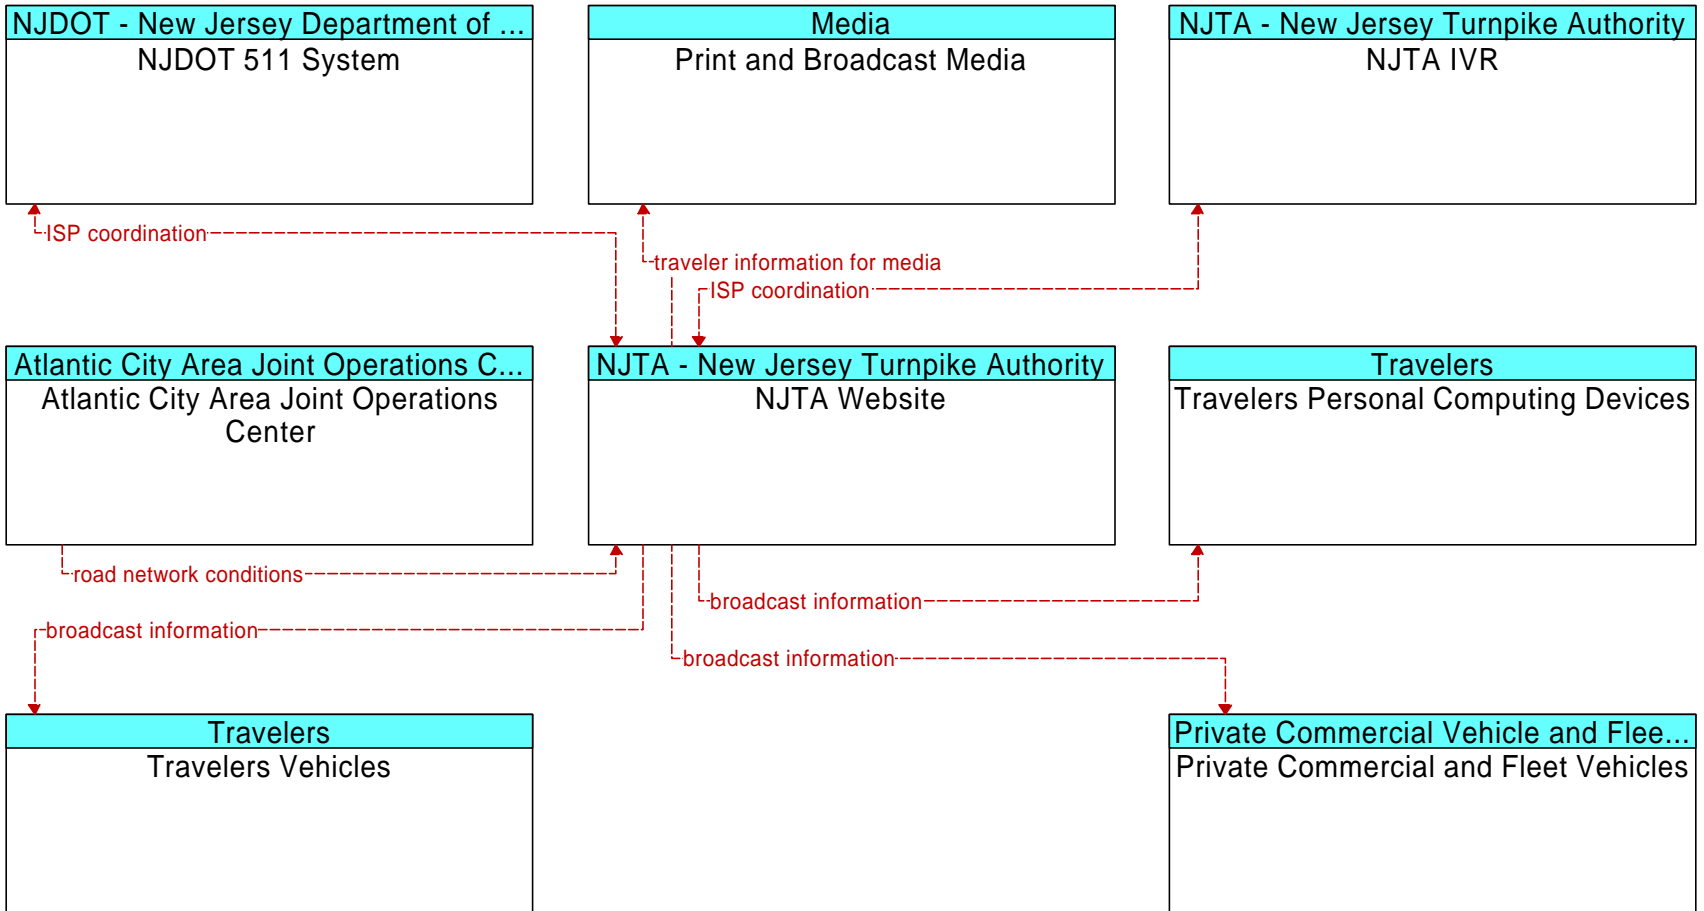 NJDOT - New Jersey Department of ...
NJDOT 511 System
Media
Print and Broadcast Media
NJTA - New Jersey Turnpike Authority
NJTA IVR
ISP coordination
traveler information for media
ISP coordination
Atlantic City Area Joint Operations C...
Atlantic City Area Joint Operations
Center
NJTA - New Jersey Turnpike Authority
NJTA Website
Travelers
Travelers Personal Computing Devices
road network conditions
broadcast information
broadcast information
broadcast information
Travelers
Travelers Vehicles
Private Commercial Vehicle and Flee...
Private Commercial and Fleet Vehicles